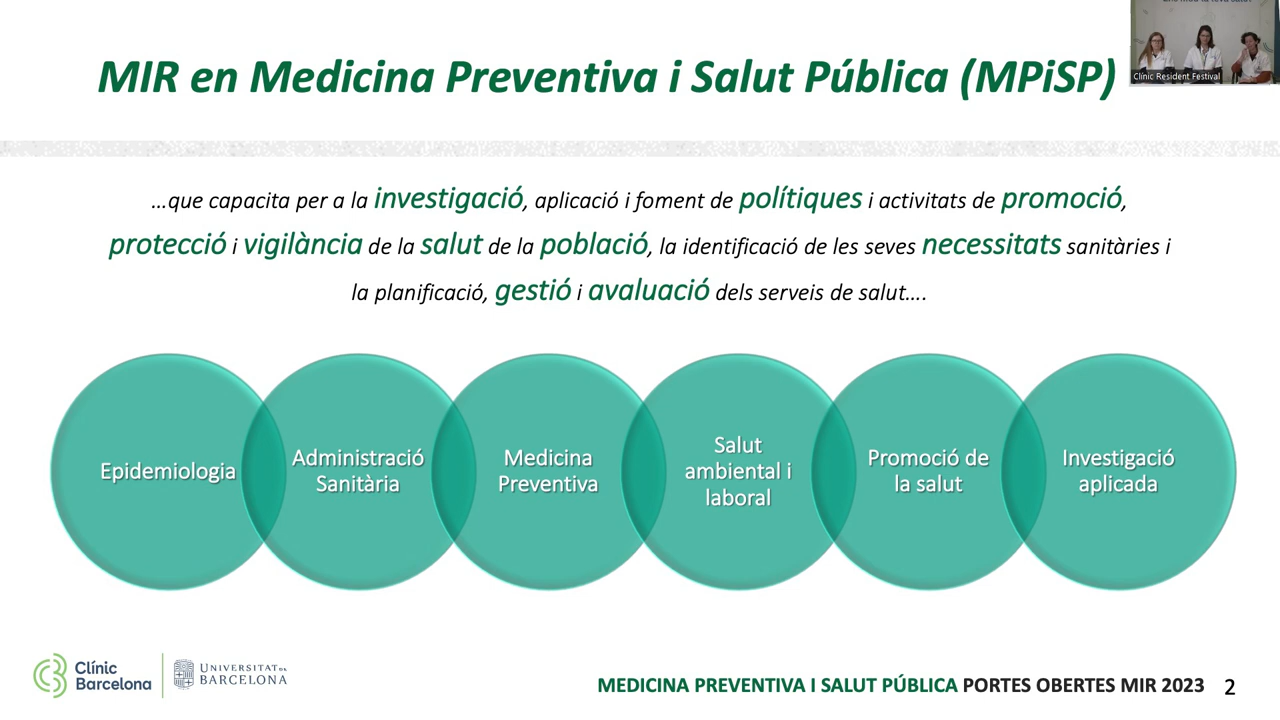 MIR en Medicina Preventiva i Salut Pública (MPiSP)
Clínic Resident Festival
…que capacita per a la investigació, aplicació i foment de polítiques i activitats de promoció,
protecció i vigilància de la salut de la població, la identificació de les seves necessitats sanitàries i
la planificació, gestió i avaluació dels serveis de salut….
Epidemiologia
Administració
Sanitària
Medicina
Preventiva
Salut
ambiental i
laboral
Promoció de
la salut
Investigació
aplicada
Clínic
Barcelona
UNIVERSITAT DE
BARCELONA
MEDICINA PREVENTIVA I SALUT PÚBLICA PORTES OBERTES MIR 2023 2